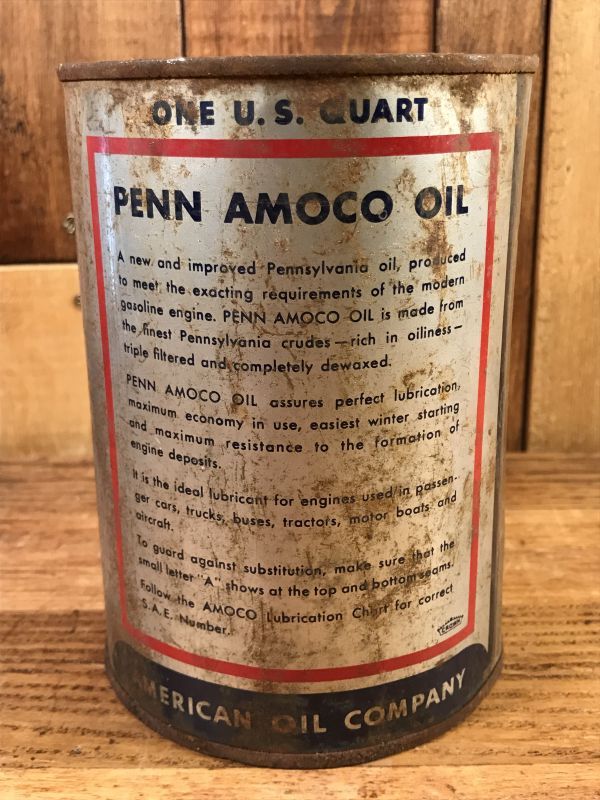 ONE U.S. QUART
PENN AMOCO OIL
A new and improved Pennsylvania oil, produced
to meet the exacting requirements of the modern
gasoline engine. PENN AMOCO OIL is made from
the finest Pennsylvania crudes—rich in oiliness—
triple filtered and completely dewaxed.
PENN AMOCO OIL assures perfect lubrication,
maximum economy in use, easiest winter starting
and maximum resistance to the formation of
engine deposits.
It is the ideal lubricant for engines used in passen-
ger cars, trucks, buses, tractors, motor boats and
aircraft.
To guard against substitution, make sure that the
small letter "A" shows at the top and bottom seams.
Follow the AMOCO Lubrication Chart for correct
S.A.E. Number.
AMERICAN OIL COMPANY